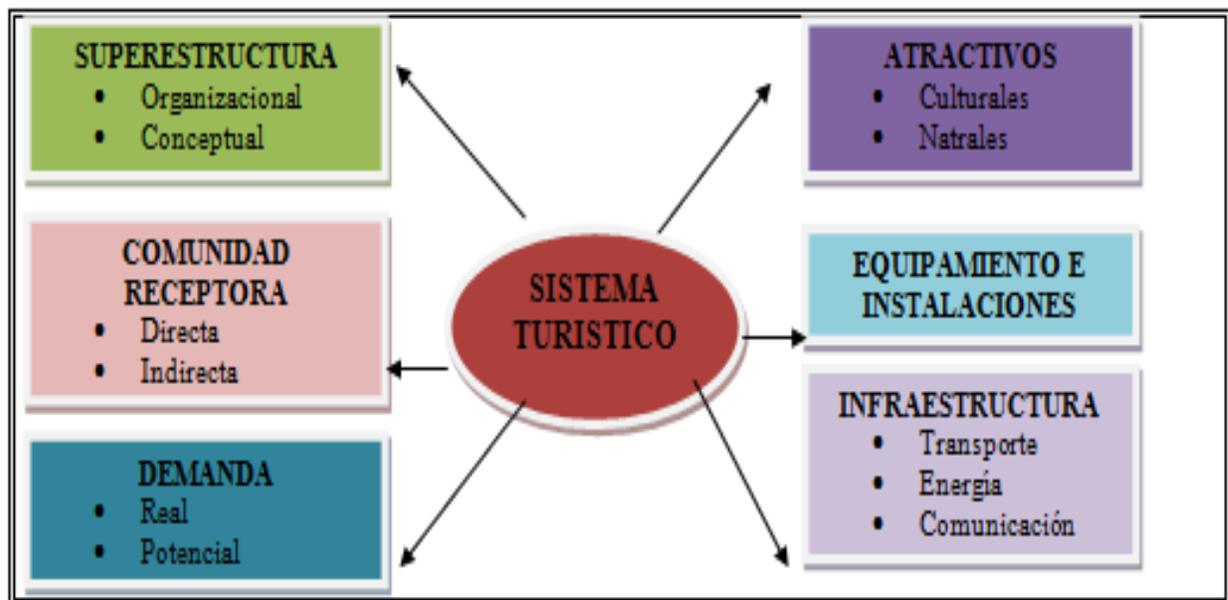 SUPERESTRUCTURA
• Organizacional
• Conceptual
COMUNIDAD
RECEPTORA
• Directa
• Indirecta
DEMANDA
• Real
• Potencial
SISTEMA
TURISTICO
ATRACTIVOS
• Culturales
• Natrales
EQUIPAMIENTO E
INSTALACIONES
INFRAESTRUCTURA
• Transporte
• Energía
• Comunicación